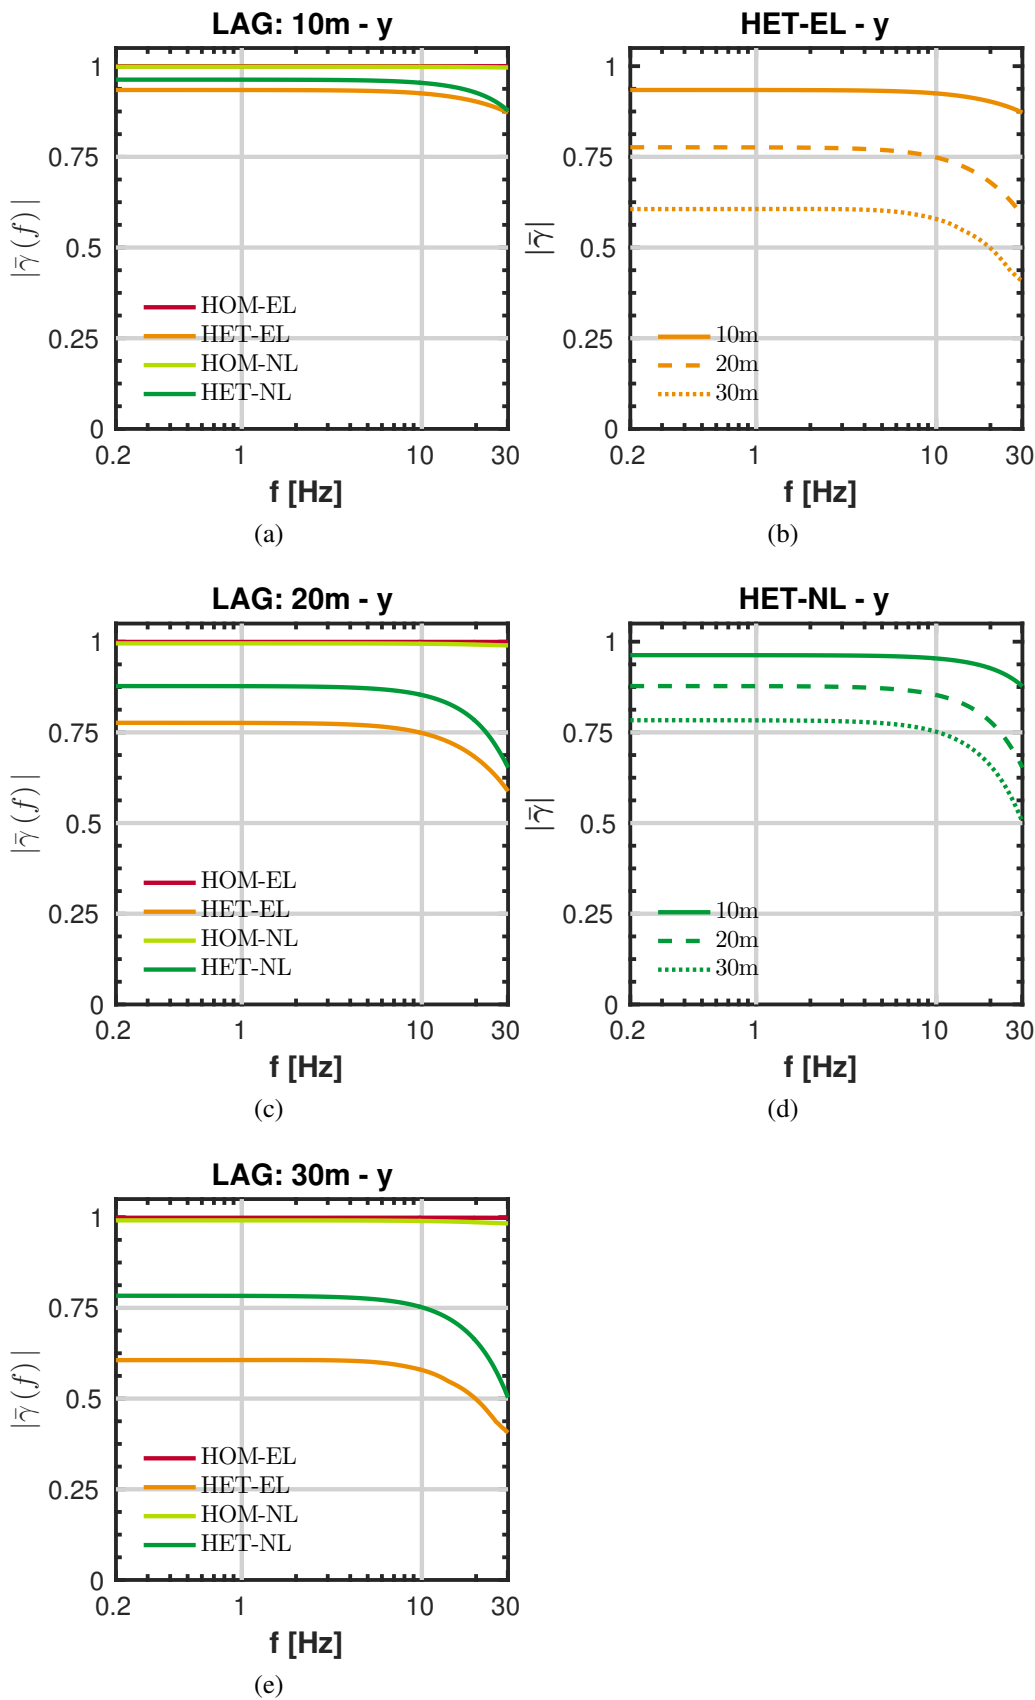 LAG: 10m - y
|γ̄ (f) |
1
0.75
0.5
0.25
0
HOM-EL
HET-EL
HOM-NL
HET-NL
0.2 1 10 30
f [Hz]
(a)
HET-EL - y
|γ̄|
1
0.75
0.5
0.25
0
10m
20m
30m
0.2 1 10 30
f [Hz]
(b)
LAG: 20m - y
|γ̄ (f) |
1
0.75
0.5
0.25
0
HOM-EL
HET-EL
HOM-NL
HET-NL
0.2 1 10 30
f [Hz]
(c)
HET-NL - y
|γ̄|
1
0.75
0.5
0.25
0
10m
20m
30m
0.2 1 10 30
f [Hz]
(d)
LAG: 30m - y
|γ̄ (f) |
1
0.75
0.5
0.25
0
HOM-EL
HET-EL
HOM-NL
HET-NL
0.2 1 10 30
f [Hz]
(e)